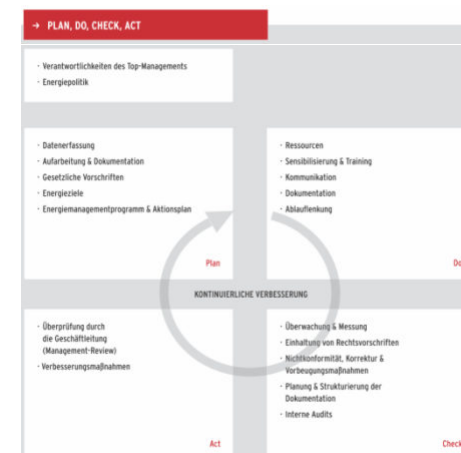 → PLAN, DO, CHECK, ACT
· Verantwortlichkeiten des Top-Managements
· Energiepolitik
· Datenerfassung
· Aufarbeitung & Dokumentation
· Gesetzliche Vorschriften
· Energieziele
· Energiemanagementprogramm & Aktionsplan
Plan
· Ressourcen
· Sensibilisierung & Training
· Kommunikation
· Dokumentation
· Ablauflenkung
Do
KONTINUIERLICHE VERBESSERUNG
· Überprüfung durch
die Geschäftleitung
(Management-Review)
· Verbesserungsmaßnahmen
Act
· Überwachung & Messung
· Einhaltung von Rechtsvorschriften
· Nichtkonformität, Korrektur &
Vorbeugungsmaßnahmen
· Planung & Strukturierung der
Dokumentation
· Interne Audits
Check